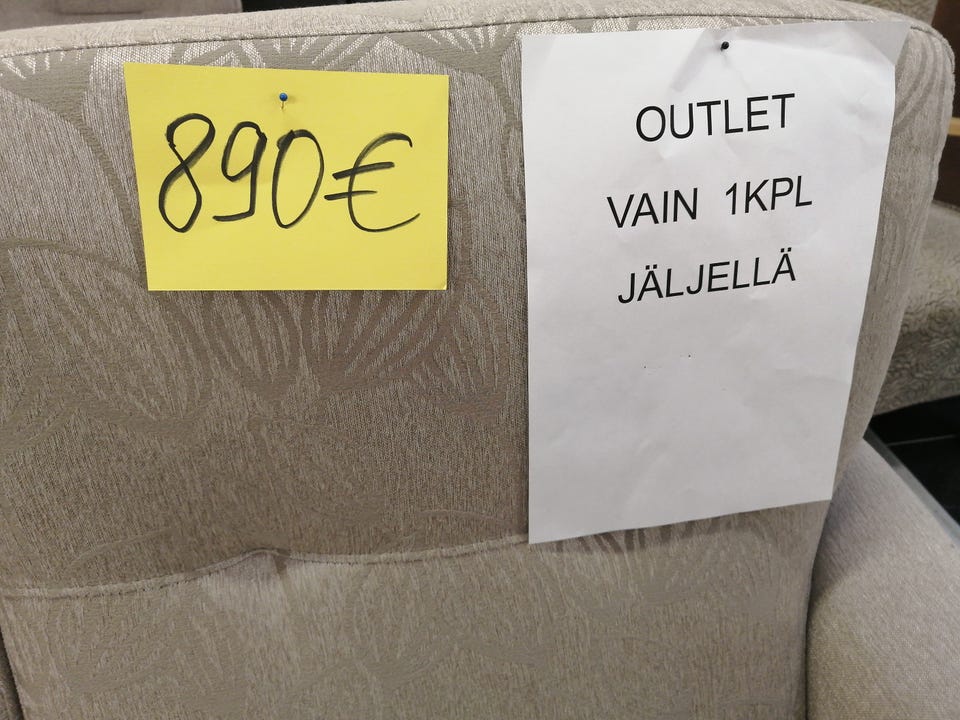 890€
OUTLET
VAIN 1KPL
JÄLJELLÄ